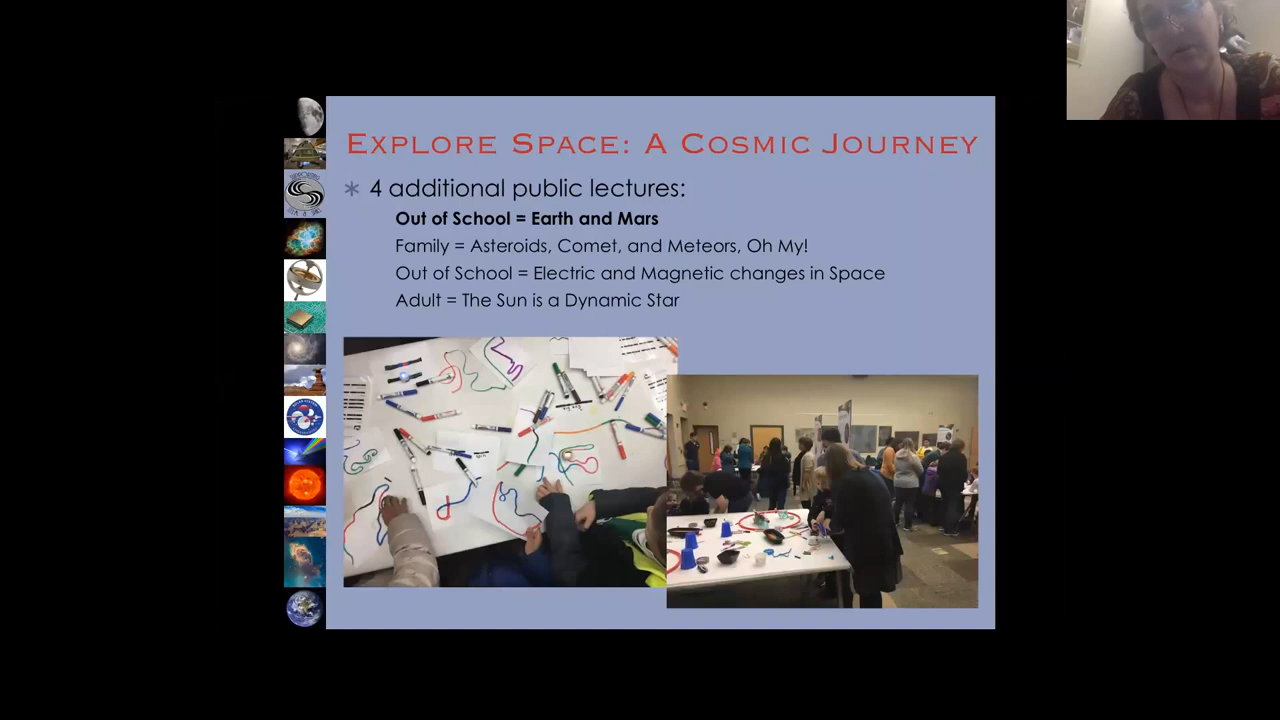 Explore Space: A Cosmic Journey
4 additional public lectures:
Out of School = Earth and Mars
Family = Asteroids, Comet, and Meteors, Oh My!
Out of School = Electric and Magnetic changes in Space
Adult = The Sun is a Dynamic Star